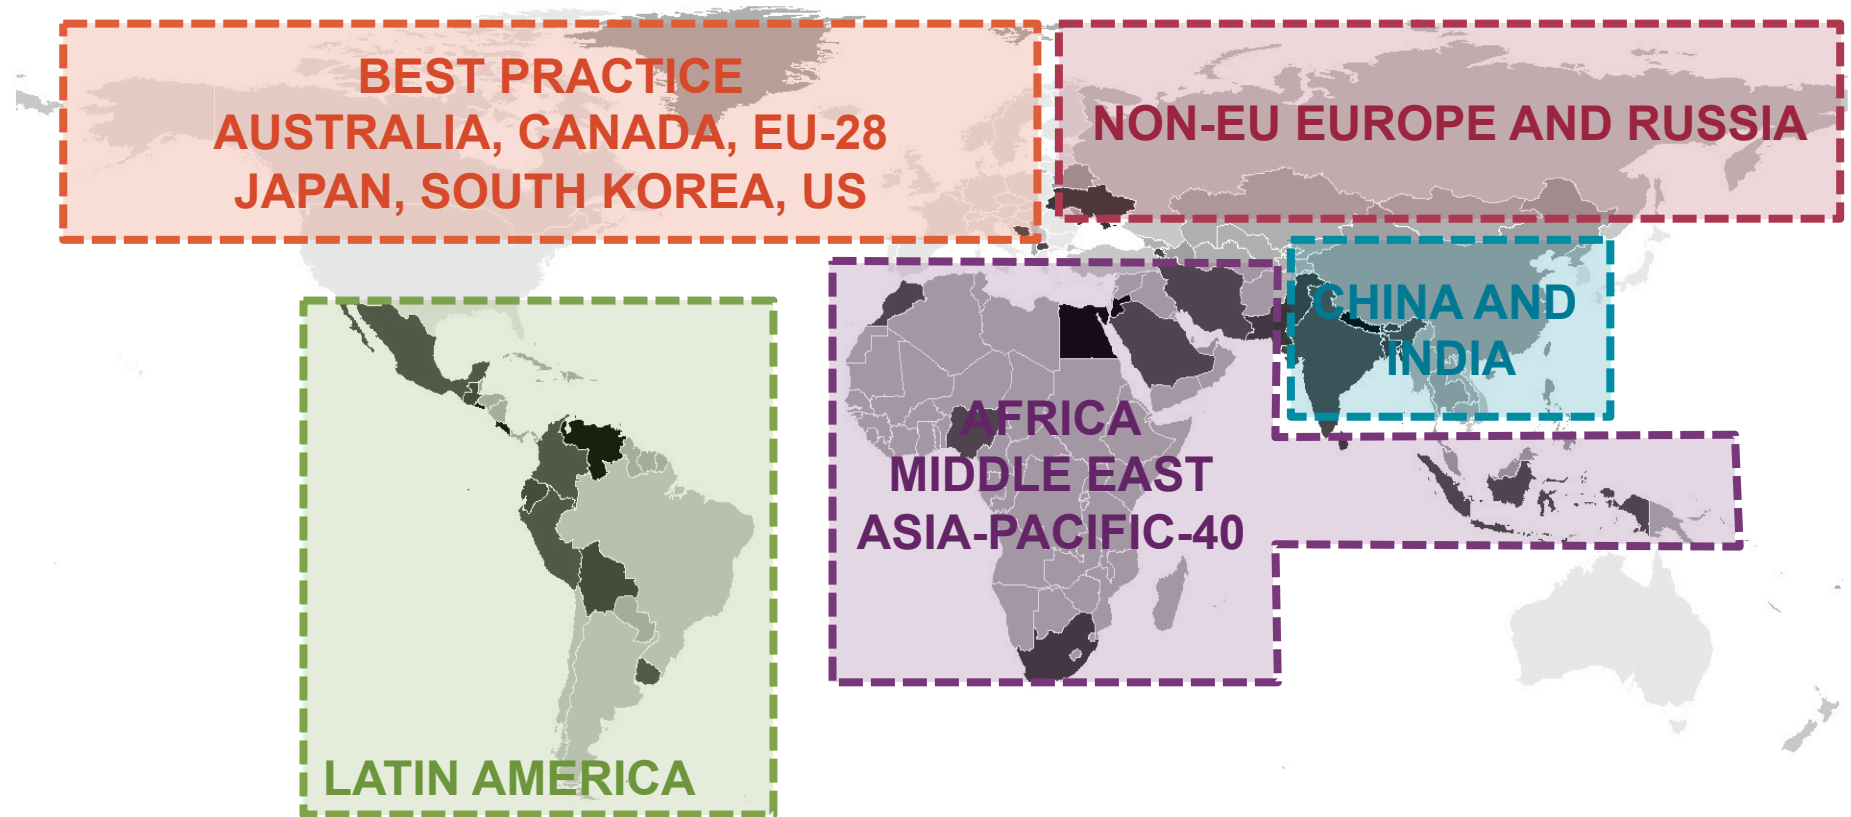 BEST PRACTICE
AUSTRALIA, CANADA, EU-28
JAPAN, SOUTH KOREA, US
NON-EU EUROPE AND RUSSIA
CHINA AND
INDIA
AFRICA
MIDDLE EAST
ASIA-PACIFIC-40
LATIN AMERICA